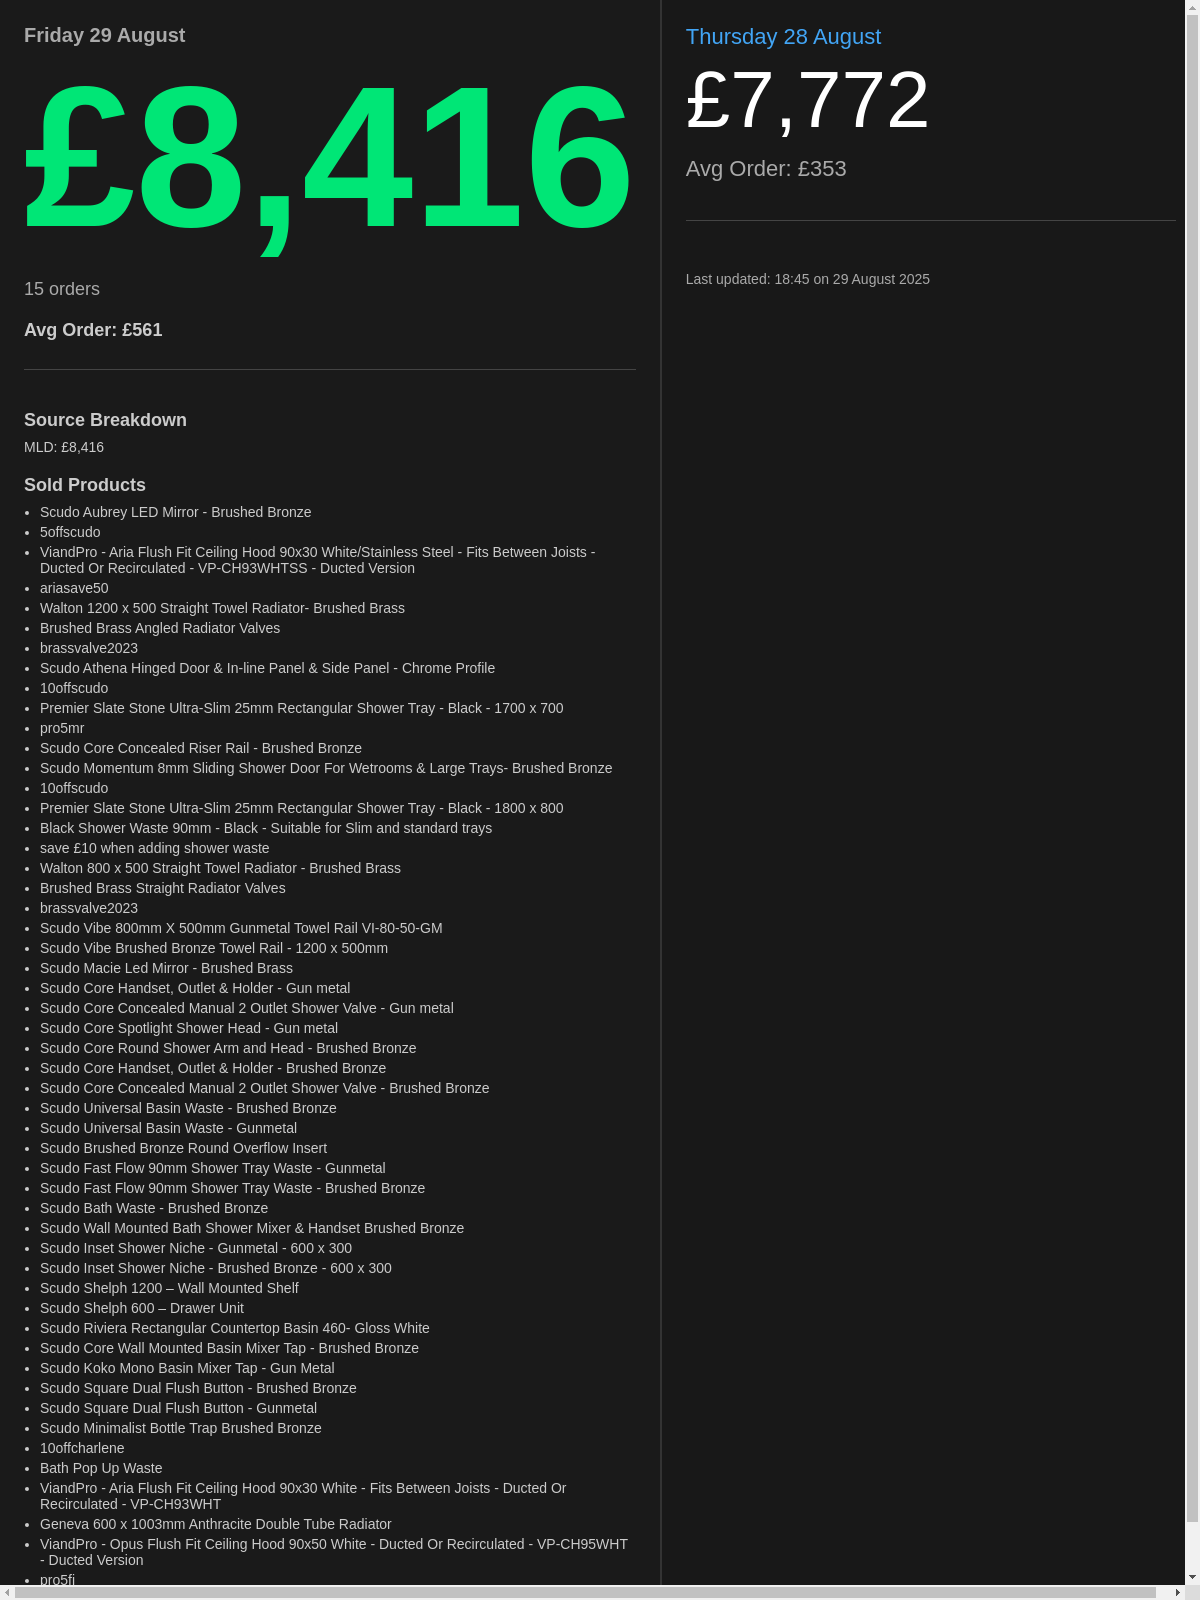 Friday 29 August
£8,416
15 orders
Avg Order: £561
Source Breakdown
MLD: £8,416
Sold Products
Scudo Aubrey LED Mirror - Brushed Bronze
5offscudo
ViandPro - Aria Flush Fit Ceiling Hood 90x30 White/Stainless Steel - Fits Between Joists -
Ducted Or Recirculated - VP-CH93WHTSS - Ducted Version
ariasave50
Walton 1200 x 500 Straight Towel Radiator- Brushed Brass
Brushed Brass Angled Radiator Valves
brassvalve2023
Scudo Athena Hinged Door & In-line Panel & Side Panel - Chrome Profile
10offscudo
Premier Slate Stone Ultra-Slim 25mm Rectangular Shower Tray - Black - 1700 x 700
pro5mr
Scudo Core Concealed Riser Rail - Brushed Bronze
Scudo Momentum 8mm Sliding Shower Door For Wetrooms & Large Trays- Brushed Bronze
10offscudo
Premier Slate Stone Ultra-Slim 25mm Rectangular Shower Tray - Black - 1800 x 800
Black Shower Waste 90mm - Black - Suitable for Slim and standard trays
save £10 when adding shower waste
Walton 800 x 500 Straight Towel Radiator - Brushed Brass
Brushed Brass Straight Radiator Valves
brassvalve2023
Scudo Vibe 800mm X 500mm Gunmetal Towel Rail VI-80-50-GM
Scudo Vibe Brushed Bronze Towel Rail - 1200 x 500mm
Scudo Macie Led Mirror - Brushed Brass
Scudo Core Handset, Outlet & Holder - Gun metal
Scudo Core Concealed Manual 2 Outlet Shower Valve - Gun metal
Scudo Core Spotlight Shower Head - Gun metal
Scudo Core Round Shower Arm and Head - Brushed Bronze
Scudo Core Handset, Outlet & Holder - Brushed Bronze
Scudo Core Concealed Manual 2 Outlet Shower Valve - Brushed Bronze
Scudo Universal Basin Waste - Brushed Bronze
Scudo Universal Basin Waste - Gunmetal
Scudo Brushed Bronze Round Overflow Insert
Scudo Fast Flow 90mm Shower Tray Waste - Gunmetal
Scudo Fast Flow 90mm Shower Tray Waste - Brushed Bronze
Scudo Bath Waste - Brushed Bronze
Scudo Wall Mounted Bath Shower Mixer & Handset Brushed Bronze
Scudo Inset Shower Niche - Gunmetal - 600 x 300
Scudo Inset Shower Niche - Brushed Bronze - 600 x 300
Scudo Shelph 1200 – Wall Mounted Shelf
Scudo Shelph 600 – Drawer Unit
Scudo Riviera Rectangular Countertop Basin 460- Gloss White
Scudo Core Wall Mounted Basin Mixer Tap - Brushed Bronze
Scudo Koko Mono Basin Mixer Tap - Gun Metal
Scudo Square Dual Flush Button - Brushed Bronze
Scudo Square Dual Flush Button - Gunmetal
Scudo Minimalist Bottle Trap Brushed Bronze
10offcharlene
Bath Pop Up Waste
ViandPro - Aria Flush Fit Ceiling Hood 90x30 White - Fits Between Joists - Ducted Or
Recirculated - VP-CH93WHT
Geneva 600 x 1003mm Anthracite Double Tube Radiator
ViandPro - Opus Flush Fit Ceiling Hood 90x50 White - Ducted Or Recirculated - VP-CH95WHT
- Ducted Version
pro5fi
Thursday 28 August
£7,772
Avg Order: £353
Last updated: 18:45 on 29 August 2025